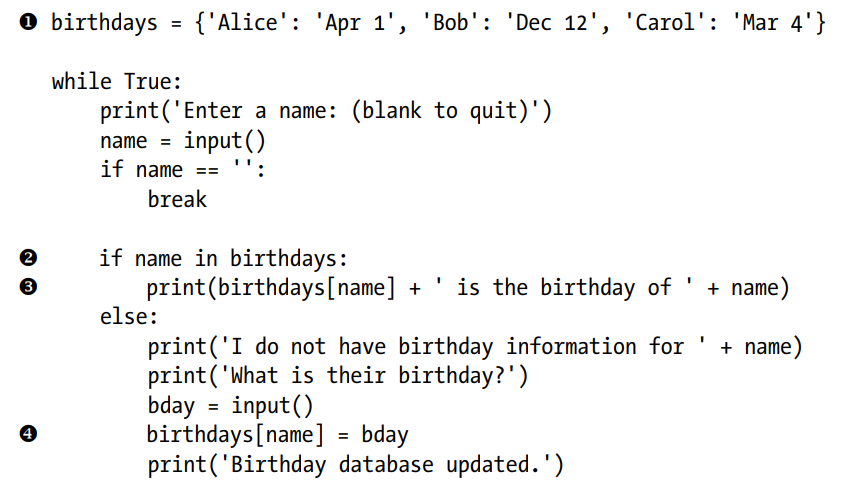 ❶ birthdays = {'Alice': 'Apr 1', 'Bob': 'Dec 12', 'Carol': 'Mar 4'}
while True:
    print('Enter a name: (blank to quit)')
    name = input()
    if name == '':
        break
❷     if name in birthdays:
❸         print(birthdays[name] + ' is the birthday of ' + name)
    else:
        print('I do not have birthday information for ' + name)
        print('What is their birthday?')
        bday = input()
❹         birthdays[name] = bday
        print('Birthday database updated.')